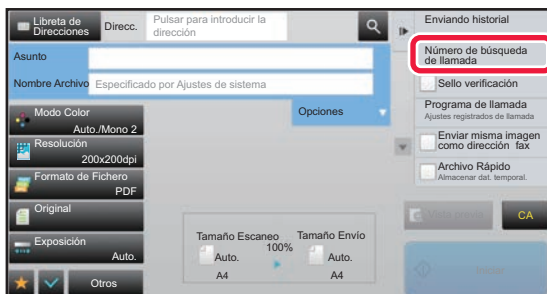 Libreta de
Direcciones
Direcc.
Pulsar para introducir la
dirección
Asunto
Nombre Archivo
Especificado por Ajustes de sistema
Modo Color
Auto./Mono 2
Opciones
Resolución
200x200dpi
Formato de Fichero
PDF
Original
Exposición
Auto.
Otros
Tamaño Escaneo
100%
Tamaño Envío
Auto.
A4
Auto.
A4
Enviando historial
Número de búsqueda
de llamada
Sello verificación
Programa de llamada
Ajustes registrados de llamada
Enviar misma imagen
como dirección fax
Archivo Rápido
Almacenar dat. temporal.
CA